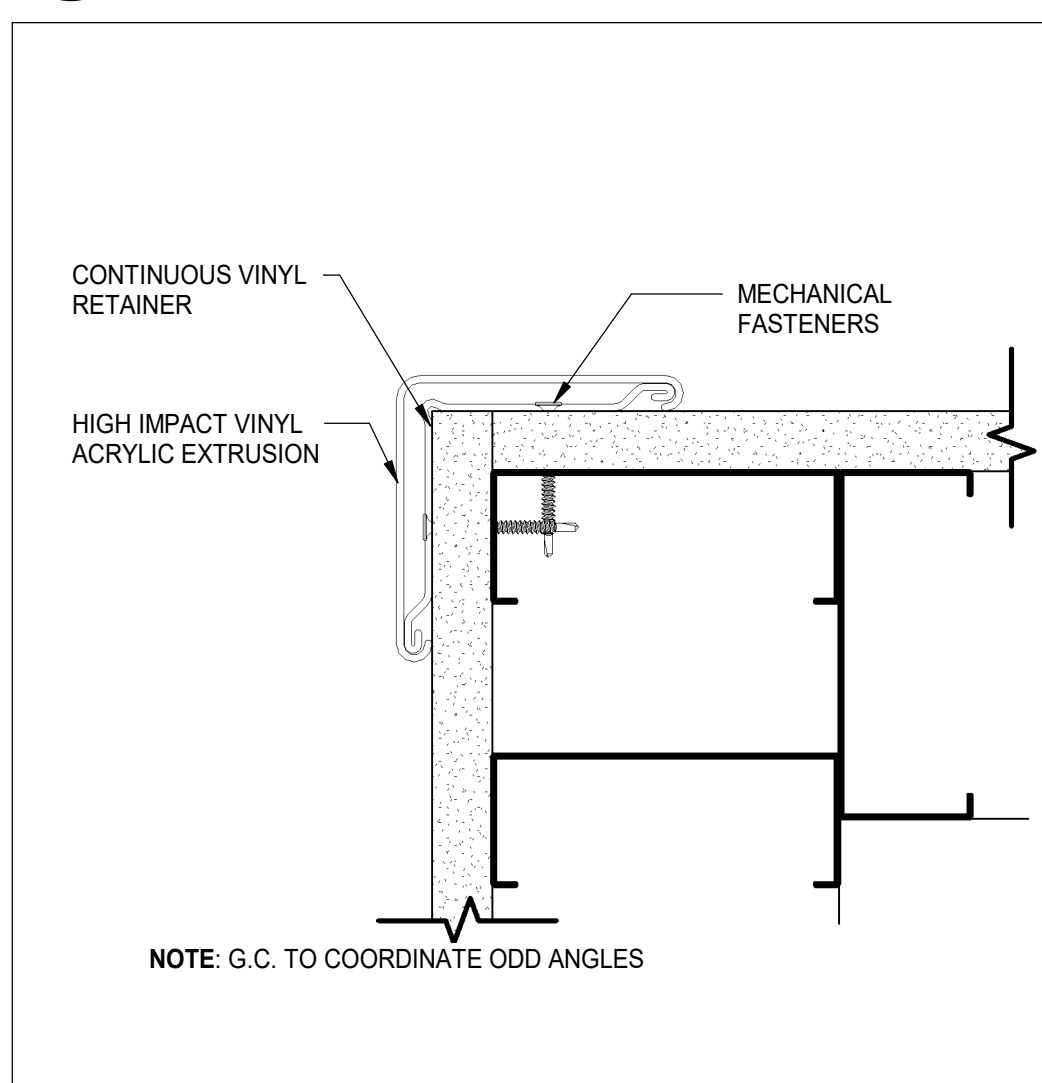 CONTINUOUS VINYL
RETAINER
MECHANICAL
FASTENERS
HIGH IMPACT VINYL
ACRYLIC EXTRUSION
NOTE: G.C. TO COORDINATE ODD ANGLES